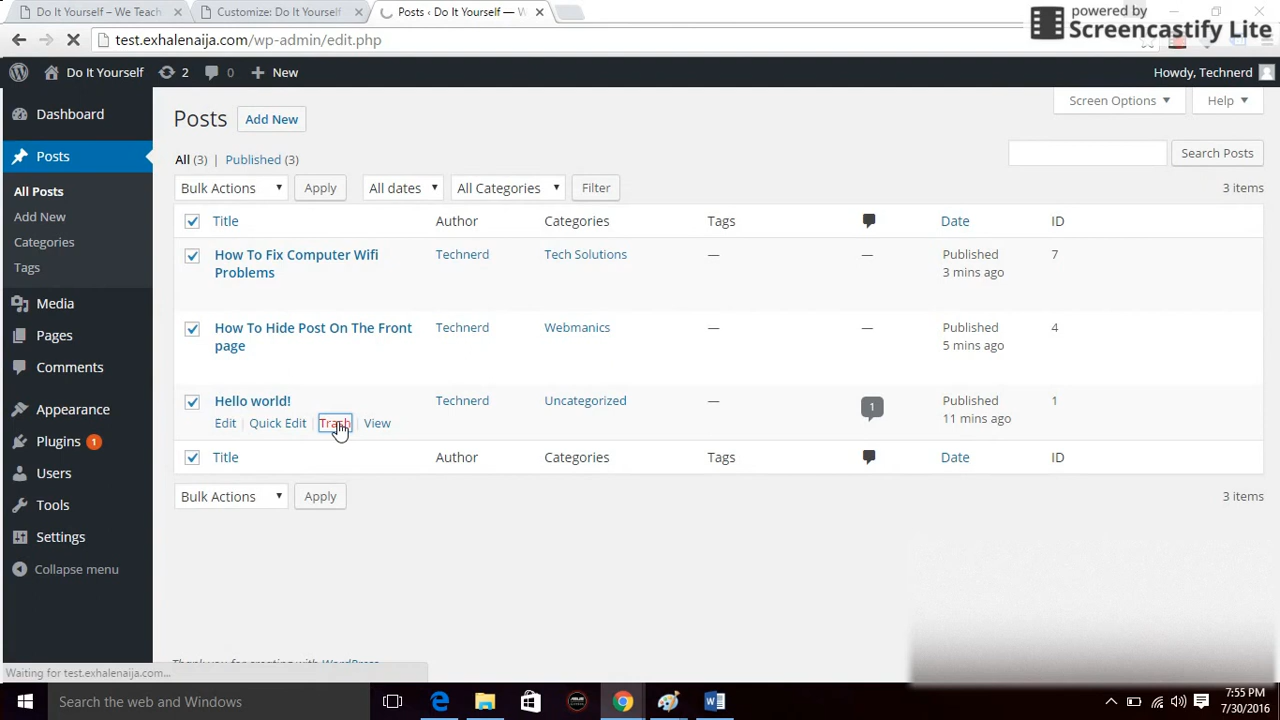 Do It Yourself – We Teach
Customize: Do It Yourself
Posts ‹ Do It Yourself — W
powered by
Screencastify Lite
test.exhalenaija.com/wp-admin/edit.php
Do It Yourself 2 0 New Howdy, Technerd
Dashboard
Posts
All Posts
Add New
Categories
Tags
Media
Pages
Comments
Appearance
Plugins 1
Users
Tools
Settings
Collapse menu
Screen Options Help
Posts Add New
All (3) | Published (3)
Search Posts
Bulk Actions Apply All dates All Categories Filter 3 items
Title Author Categories Tags Date ID
How To Fix Computer Wifi Technerd Tech Solutions — — Published 7
Problems 3 mins ago
How To Hide Post On The Front Technerd Webmanics — — Published 4
page 5 mins ago
Hello world! Technerd Uncategorized — 1 Published 1
11 mins ago
Edit | Quick Edit | Trash | View
Title Author Categories Tags Date ID
Bulk Actions Apply 3 items
Thank you for creating with WordPress
Waiting for test.exhalenaija.com...
Search the web and Windows
7:55 PM
7/30/2016